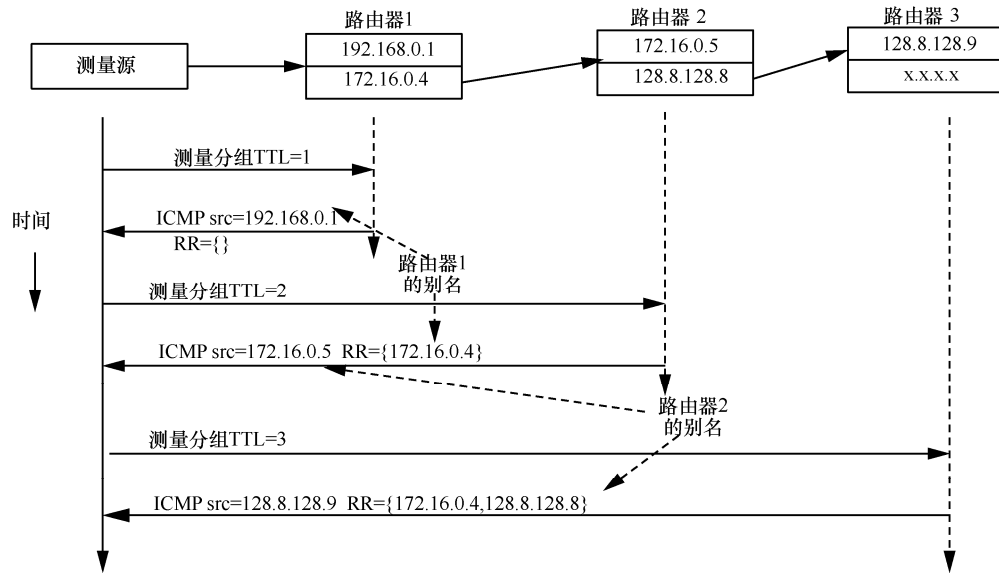 路由器1
路由器 2
路由器 3
测量源
192.168.0.1
172.16.0.4
172.16.0.5
128.8.128.8
128.8.128.9
x.x.x.x
测量分组TTL=1
时间
ICMP src=192.168.0.1
RR={}
路由器1
的别名
测量分组TTL=2
ICMP src=172.16.0.5 RR={172.16.0.4}
路由器2
的别名
测量分组TTL=3
ICMP src=128.8.128.9 RR={172.16.0.4,128.8.128.8}